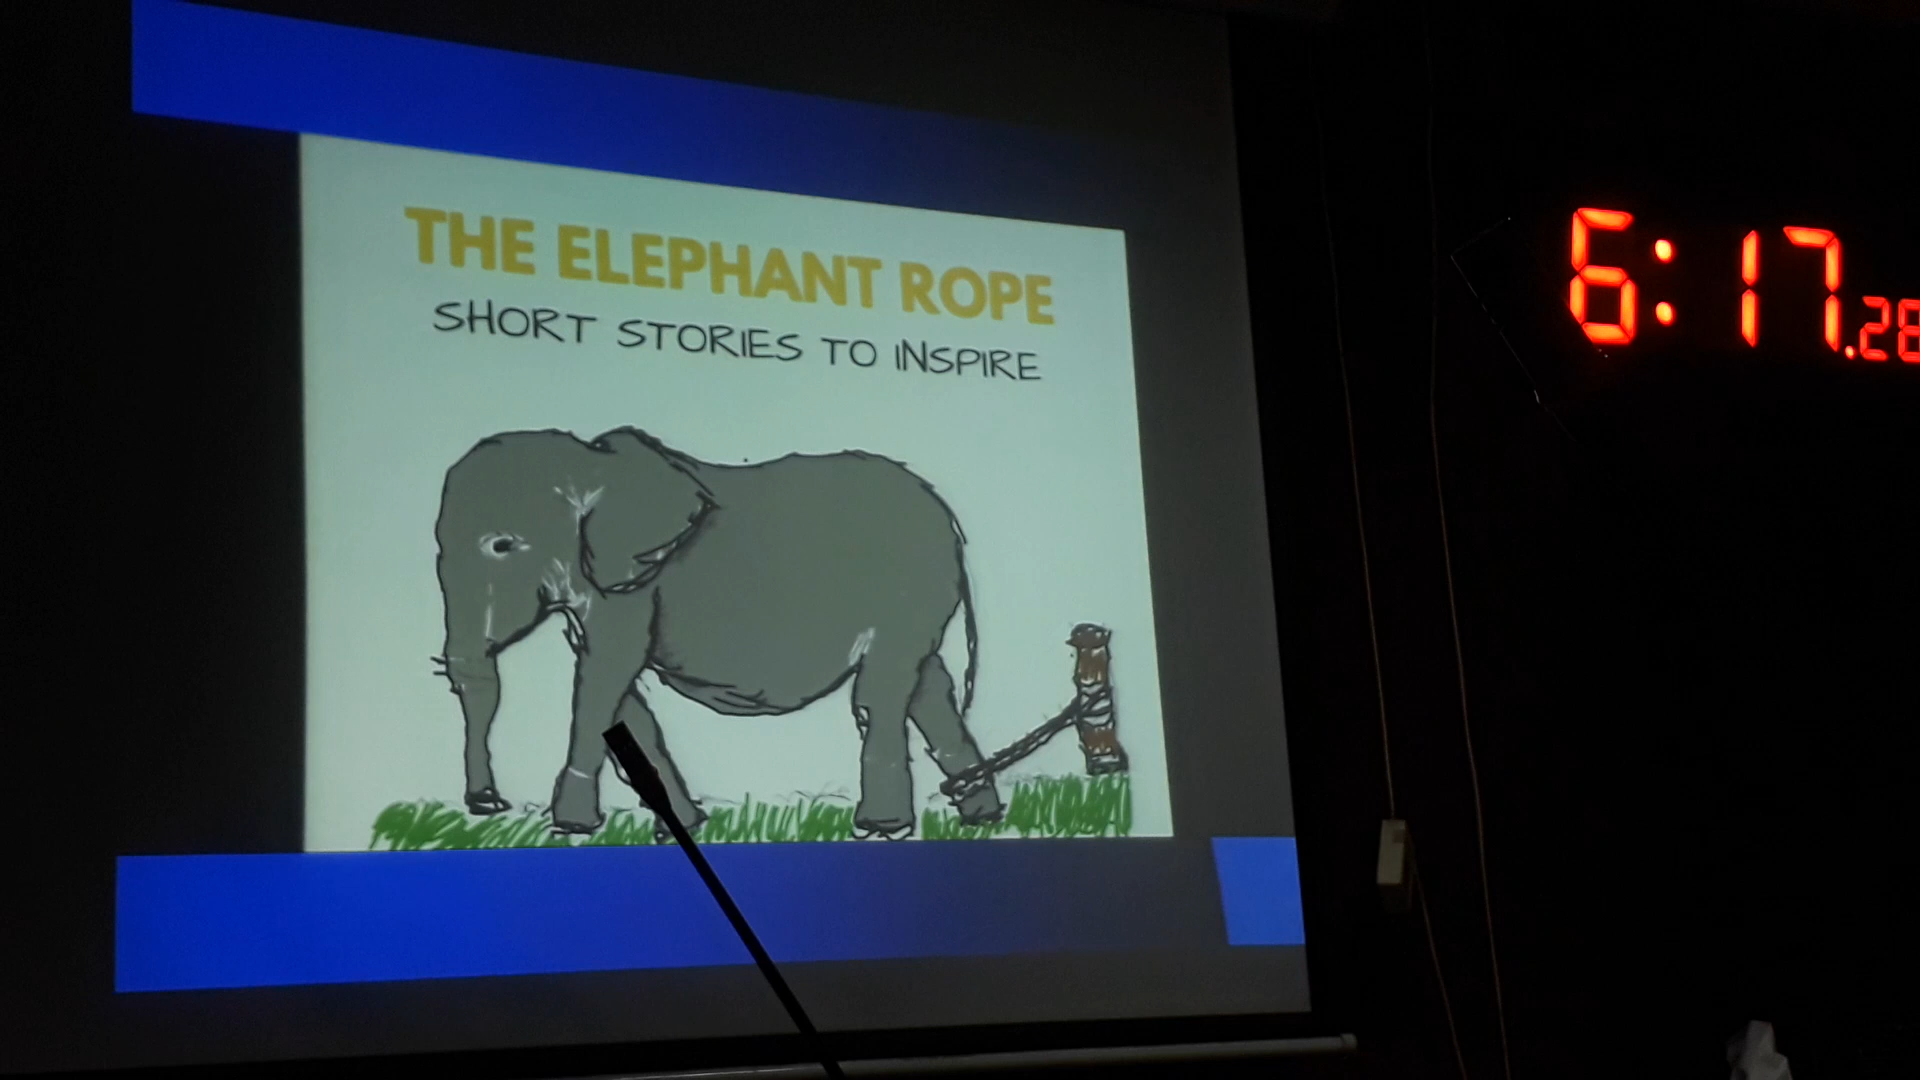 THE ELEPHANT ROPE
SHORT STORIES TO INSPIRE
6:17.28